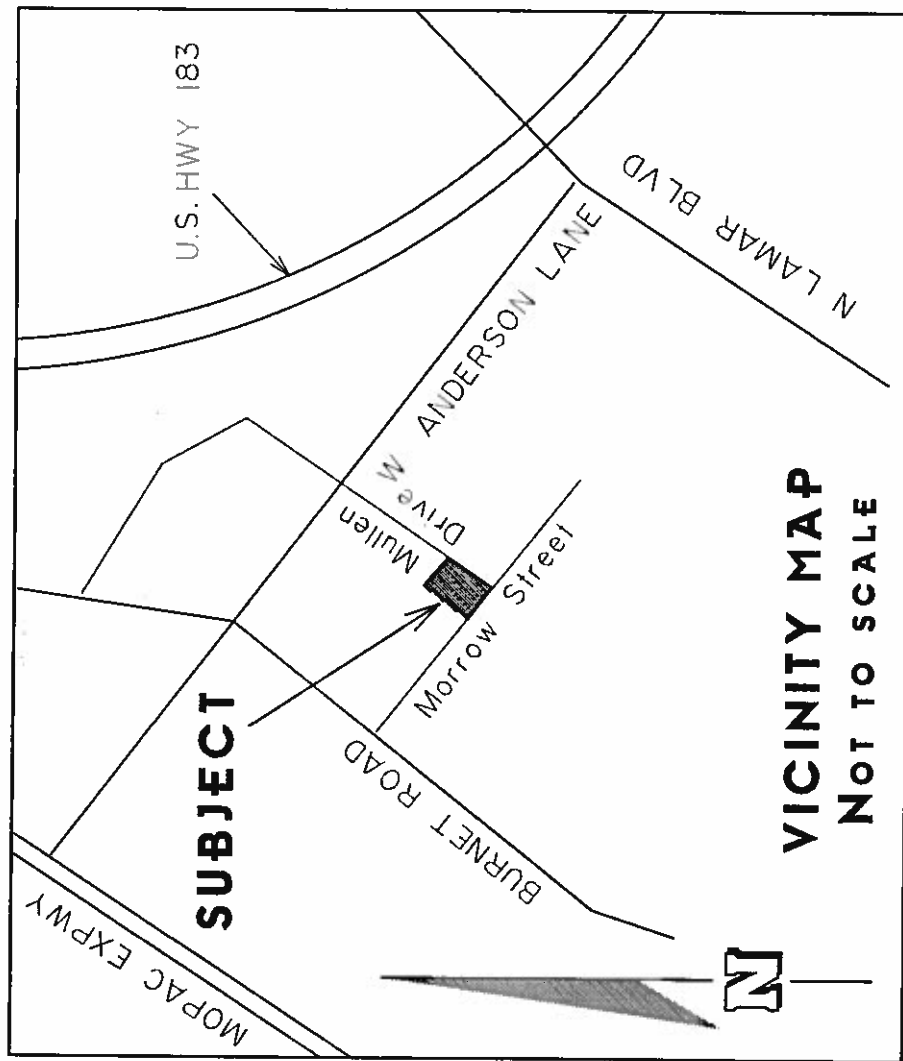 U.S. HWY 183
N LAMAR BLVD
W ANDERSON LANE
Mullen
Drive
Morrow Street
SUBJECT
BURNET ROAD
MOPAC EXPWY
VICINITY MAP
NOT TO SCALE
N